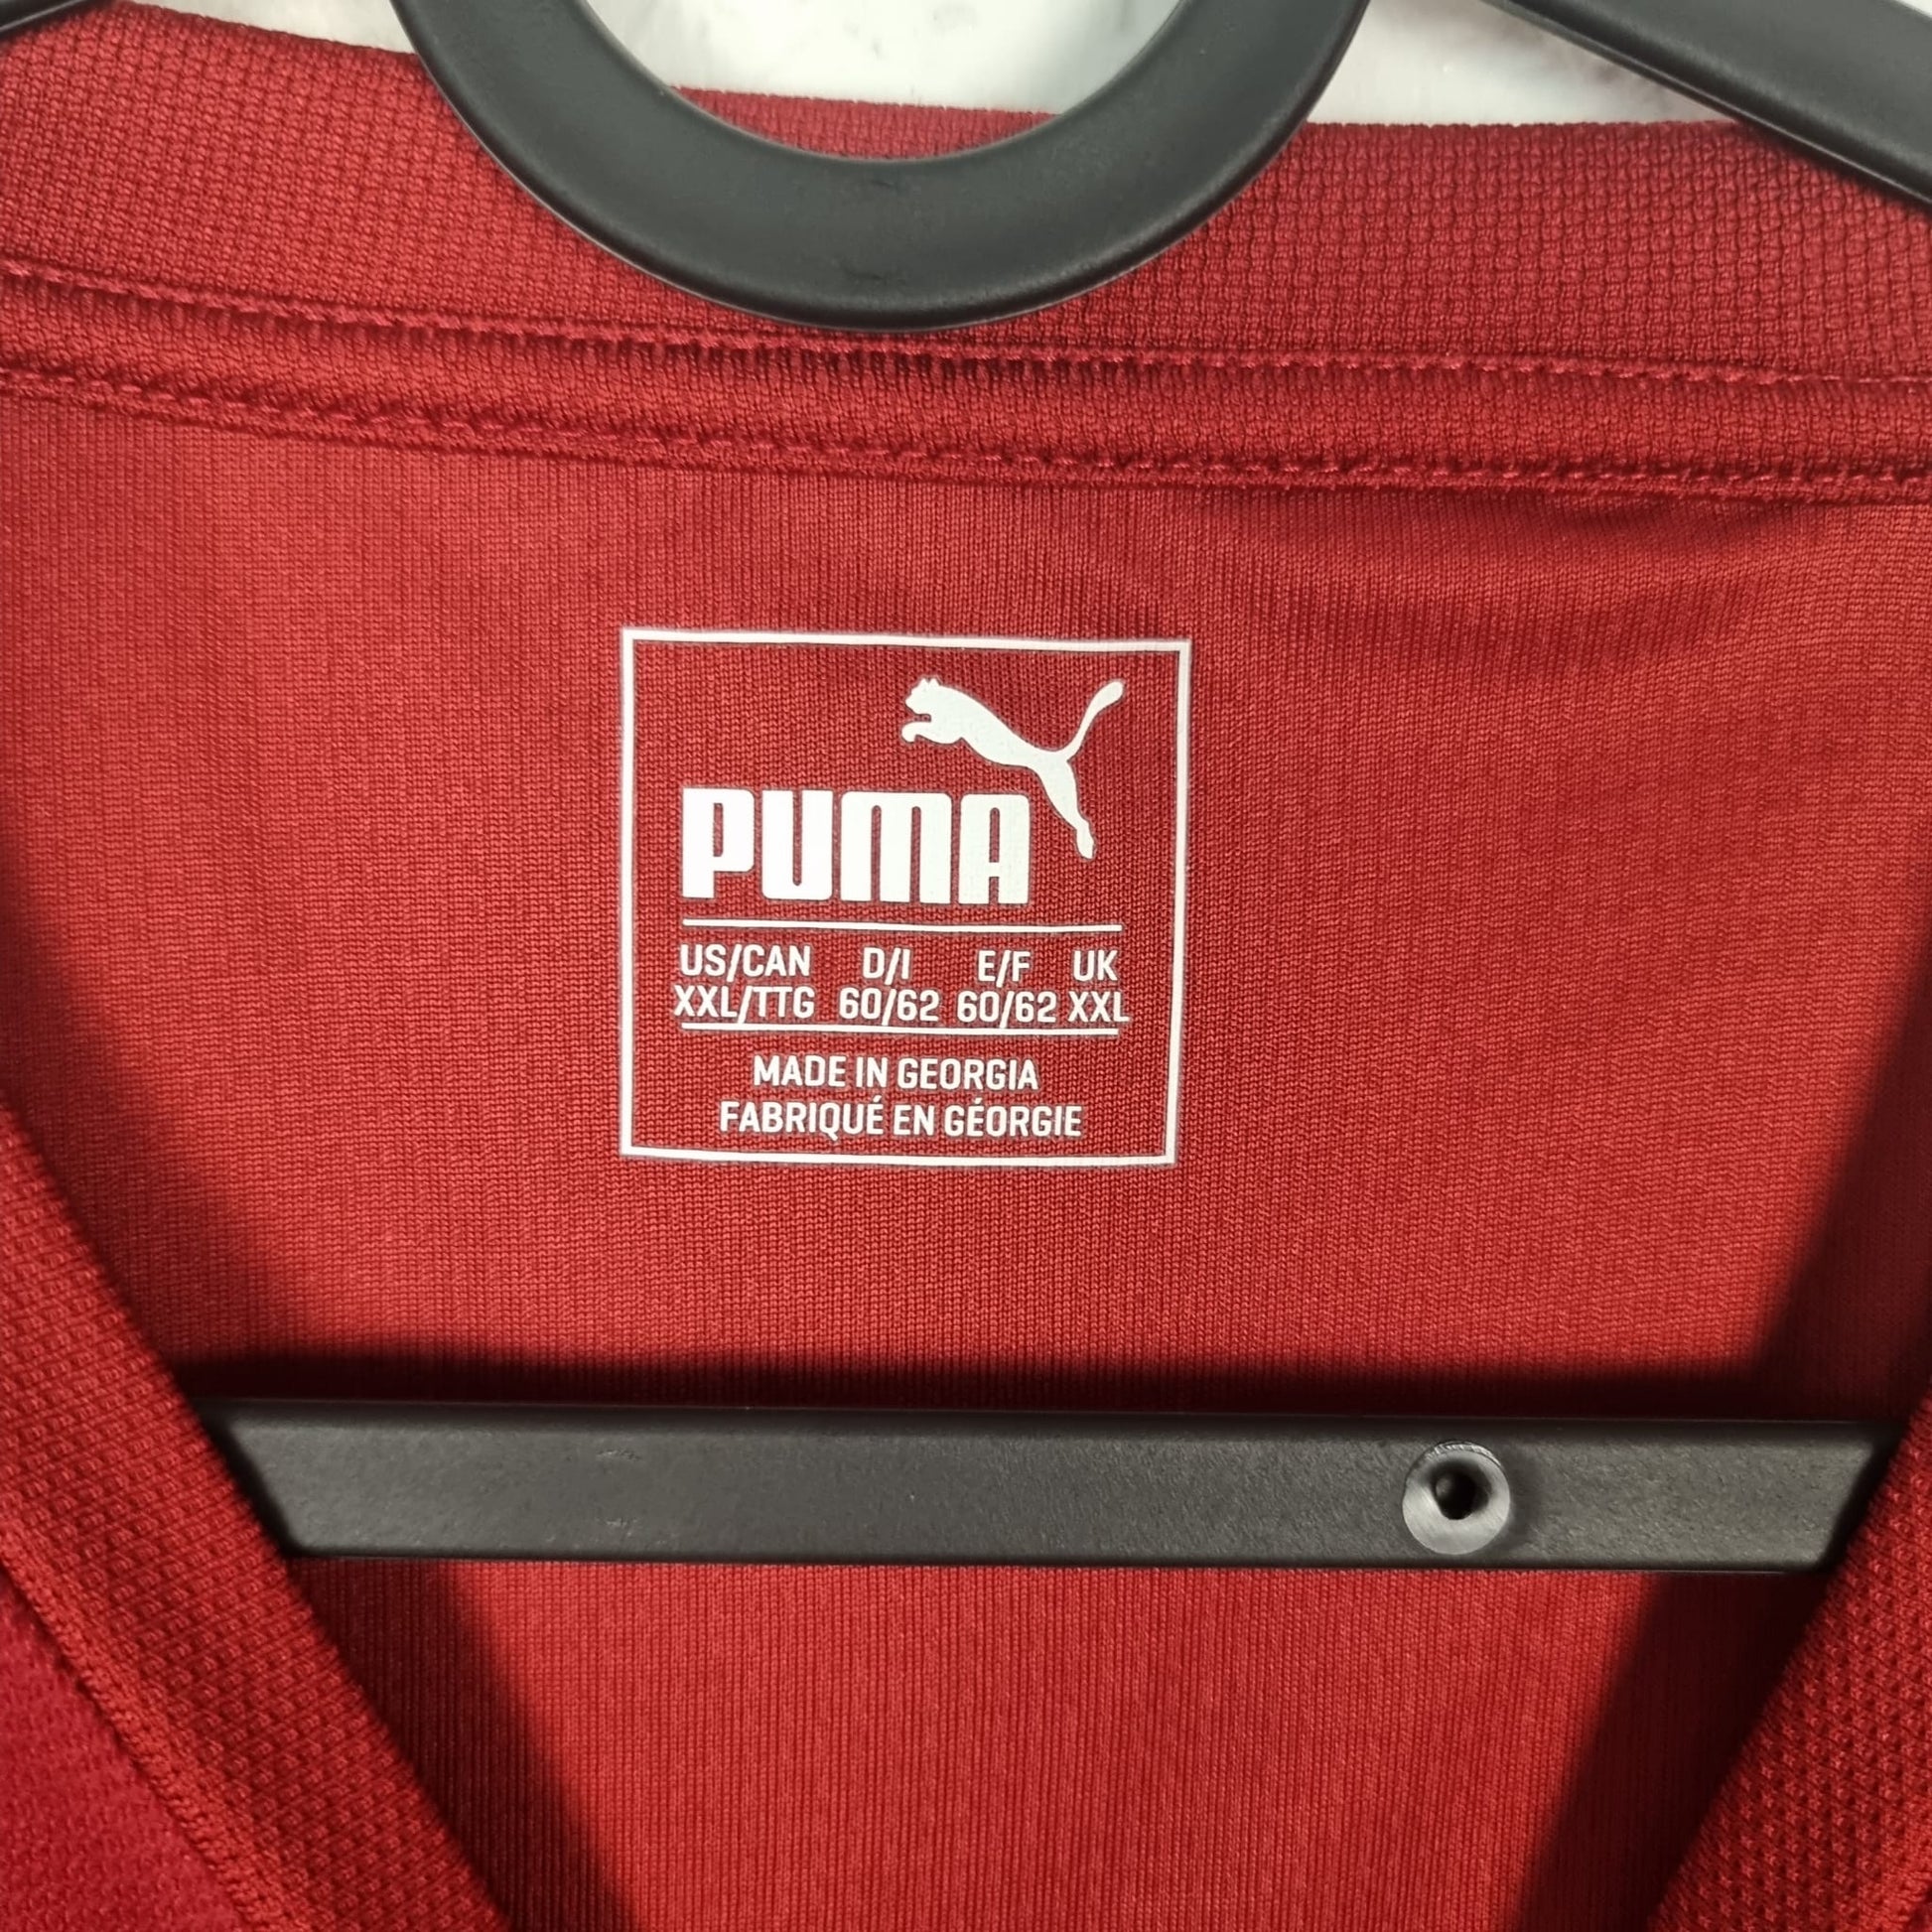 PUMA
US/CAN D/I E/F UK
XXL/TTG 60/62 60/62 XXL
MADE IN GEORGIA
FABRIQUÉ EN GÉORGIE